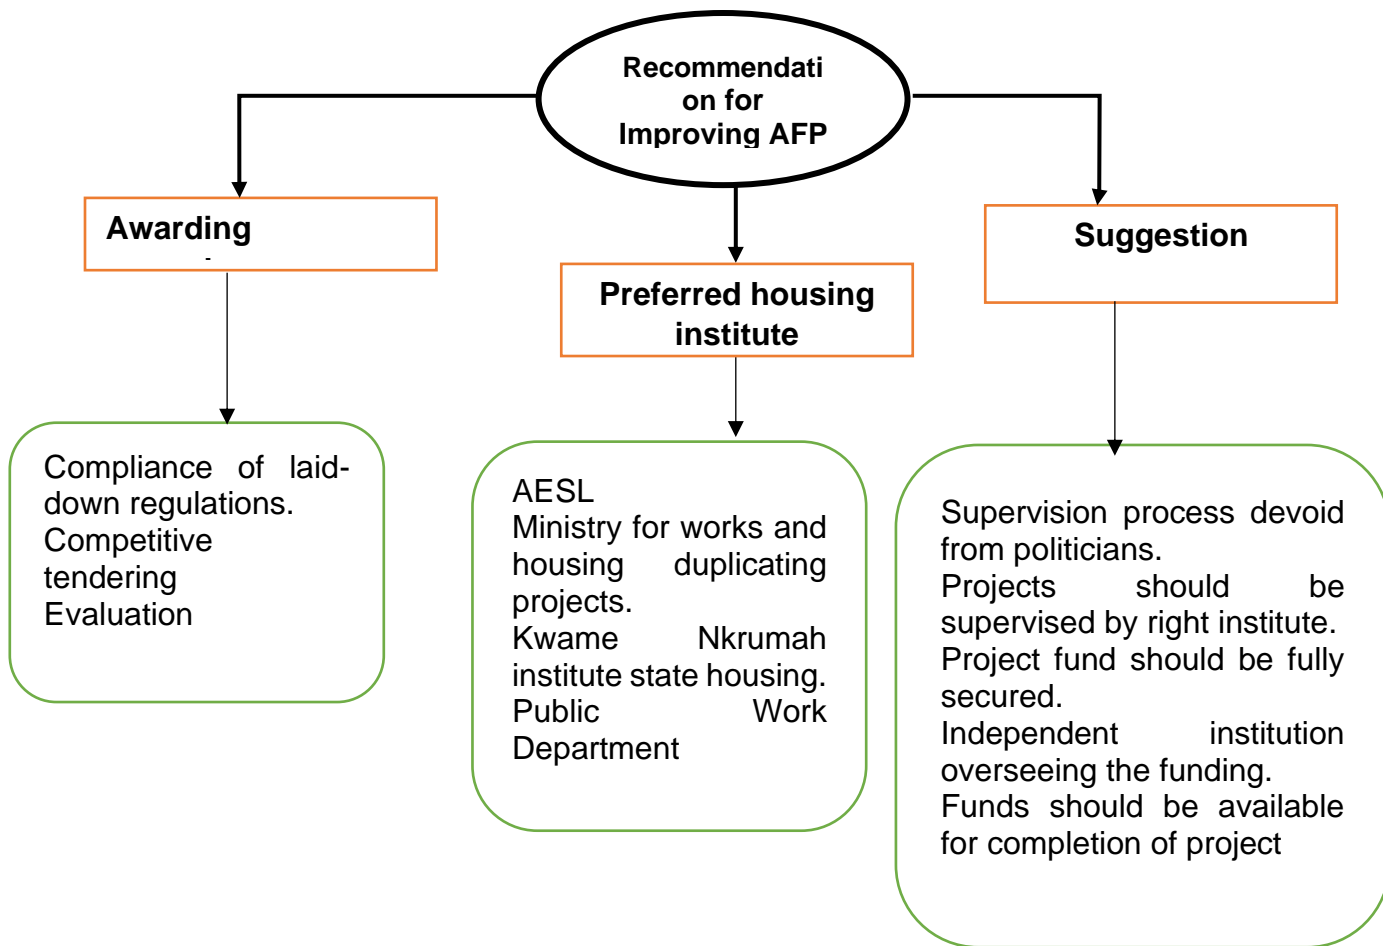 Recommendati
on for
Improving AFP
Awarding
Preferred housing
institute
Suggestion
Compliance of laid-
down regulations.
Competitive
tendering
Evaluation
AESL
Ministry for works and
housing duplicating
projects.
Kwame Nkrumah
institute state housing.
Public Work
Department
Supervision process devoid
from politicians.
Projects should be
supervised by right institute.
Project fund should be fully
secured.
Independent institution
overseeing the funding.
Funds should be available
for completion of project